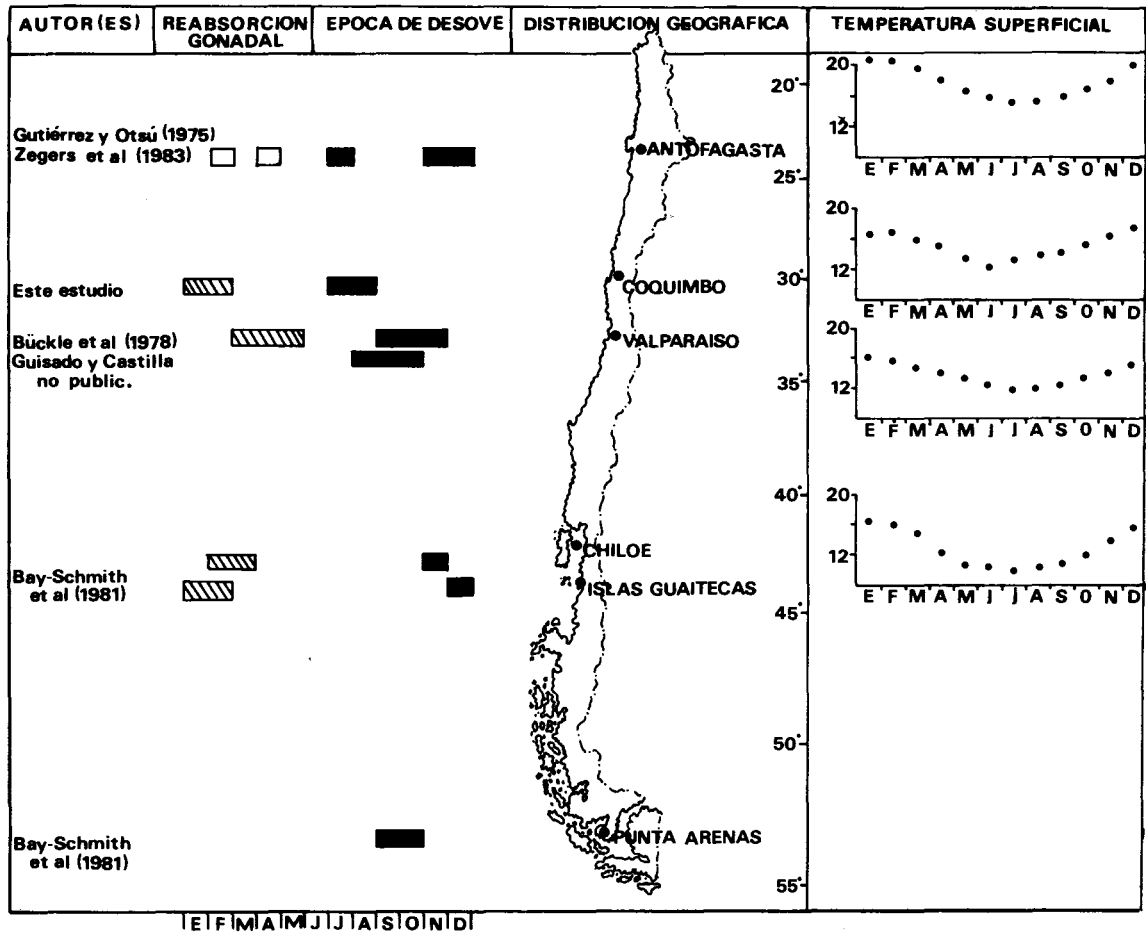 AUTOR(ES)
REABSORCION
GONADAL
EPOCA DE DESOVE
DISTRIBUCION GEOGRAFICA
TEMPERATURA SUPERFICIAL
Gutiérrez y Otsú (1975)
Zegers et al (1983)
Este estudio
Bückle et al (1978)
Guisado y Castilla
no public.
Bay-Schmith
et al (1981)
Bay-Schmith
et al (1981)
E F M A M J J A S O N D
ANTOFAGASTA
COQUIMBO
VALPARAISO
CHILOE
ISLAS GUAITECAS
PUNTA ARENAS
20°
25°
30°
35°
40°
45°
50°
55°
20
12
E F M A M J J A S O N D
20
12
E F M A M J J A S O N D
20
12
E F M A M J J A S O N D
20
12
E F M A M J J A S O N D